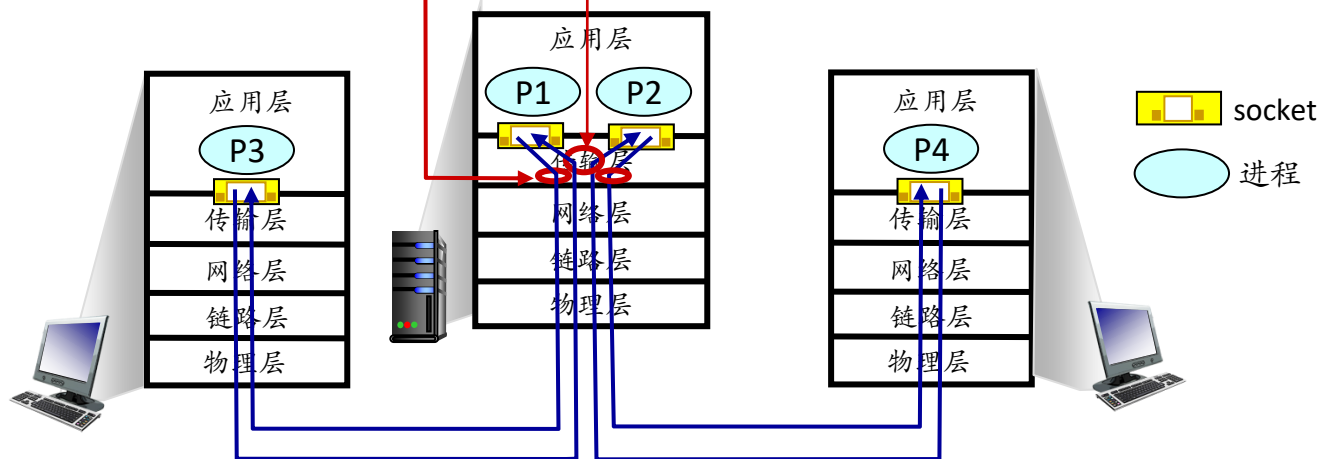 应用层
P3
传输层
网络层
链路层
物理层
应用层
P1 P2
传输层
网络层
链路层
物理层
应用层
P4
传输层
网络层
链路层
物理层
socket
进程